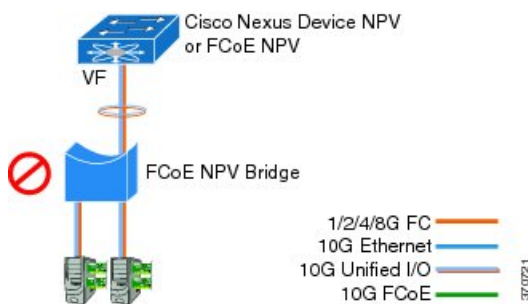 Cisco Nexus Device NPV
or FCoE NPV
VF
FCoE NPV Bridge
1/2/4/8G FC
10G Ethernet
10G Unified I/O
10G FCoE
370221